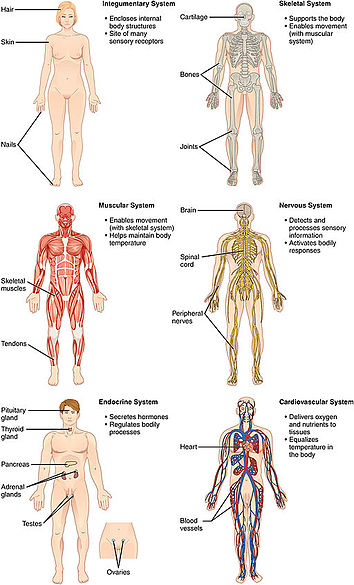 Integumentary System
• Encloses internal
body structures
• Site of many
sensory receptors
Hair
Skin
Nails
Skeletal System
• Supports the body
• Enables movement
(with muscular
system)
Cartilage
Bones
Joints
Muscular System
• Enables movement
(with skeletal system)
• Helps maintain body
temperature
Skeletal
muscles
Tendons
Nervous System
• Detects and
processes sensory
information
• Activates bodily
responses
Brain
Spinal
cord
Peripheral
nerves
Endocrine System
• Secretes hormones
• Regulates bodily
processes
Pituitary
gland
Thyroid
gland
Pancreas
Adrenal
glands
Testes
Ovaries
Cardiovascular System
• Delivers oxygen
and nutrients to
tissues
• Equalizes
temperature in
the body
Heart
Blood
vessels